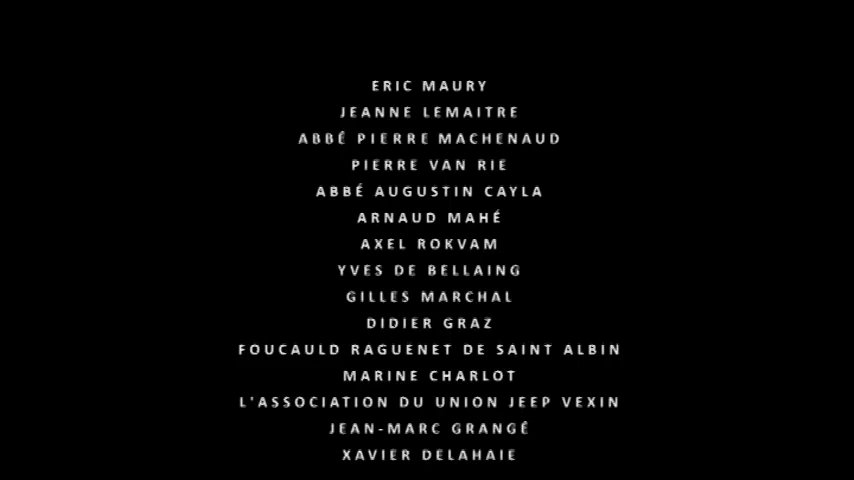 ERIC MAURY
JEANNE LEMAITRE
ABBÉ PIERRE MACHENAUD
PIERRE VAN RIE
ABBÉ AUGUSTIN CAYLA
ARNAUD MAHÉ
AXEL ROKVAM
YVES DE BELLAING
GILLES MARCHAL
DIDIER GRAZ
FOUCAULD RAGUENET DE SAINT ALBIN
MARINE CHARLOT
L'ASSOCIATION DU UNION JEEP VEXIN
JEAN-MARC GRANGÉ
XAVIER DELAHAIE